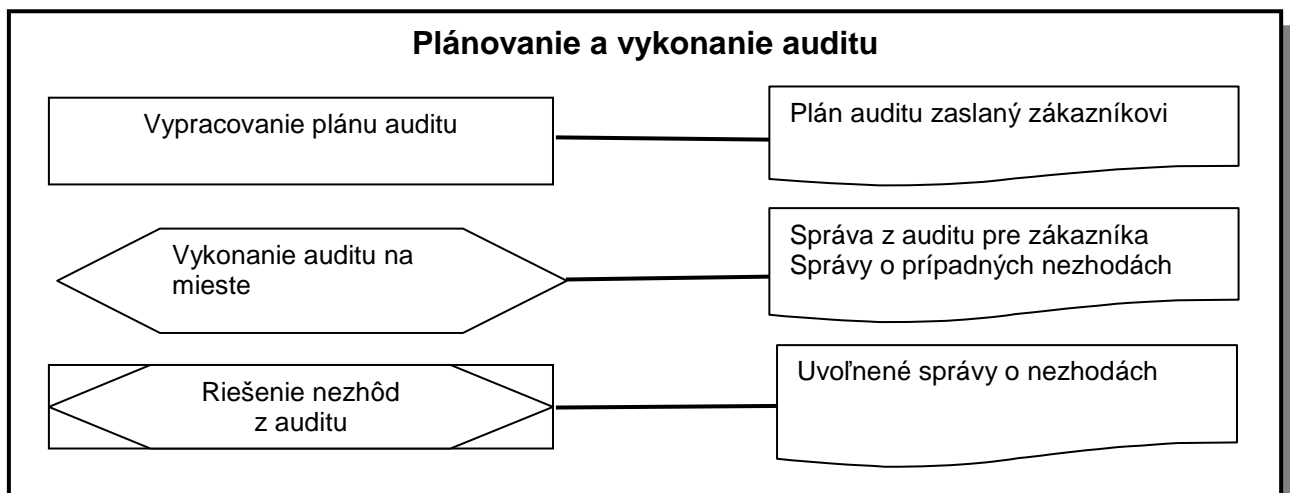 Plánovanie a vykonanie auditu
Vypracovanie plánu auditu
Plán auditu zaslaný zákazníkovi
Vykonanie auditu na
mieste
Správa z auditu pre zákazníka
Správy o prípadných nezhodách
Riešenie nezhôd
z auditu
Uvoľnené správy o nezhodách